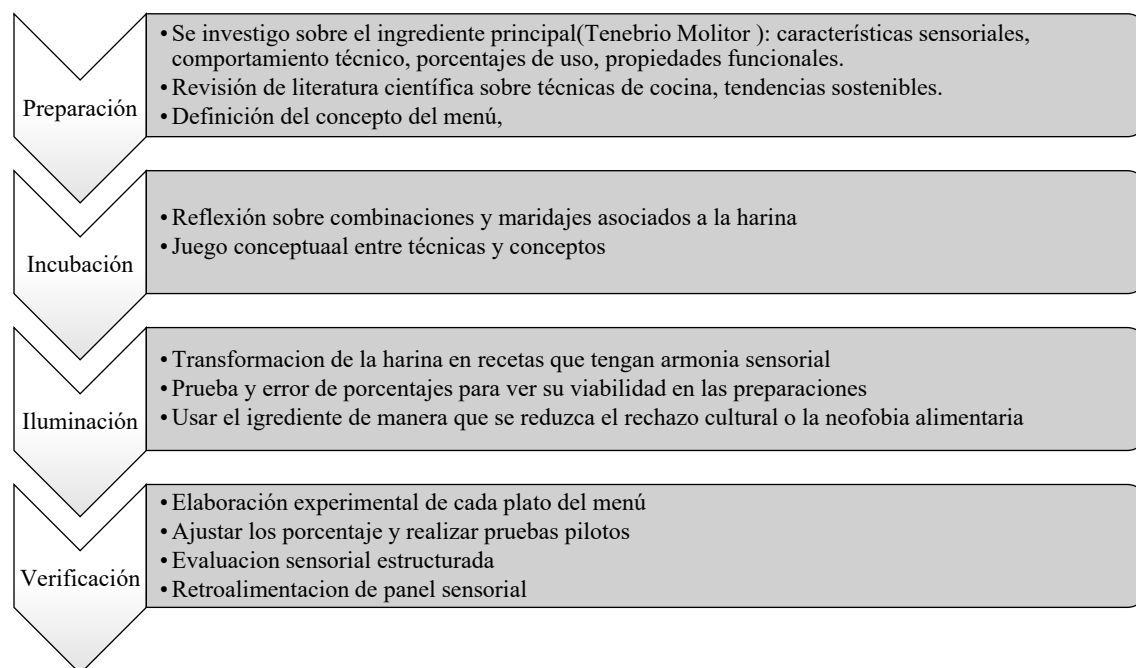 Preparación
• Se investigo sobre el ingrediente principal(Tenebrio Molitor ): características sensoriales,
comportamiento técnico, porcentajes de uso, propiedades funcionales.
• Revisión de literatura científica sobre técnicas de cocina, tendencias sostenibles.
• Definición del concepto del menú,
Incubación
• Reflexión sobre combinaciones y maridajes asociados a la harina
• Juego conceptuaal entre técnicas y conceptos
Iluminación
• Transformacion de la harina en recetas que tengan armonia sensorial
• Prueba y error de porcentajes para ver su viabilidad en las preparaciones
• Usar el igrediente de manera que se reduzca el rechazo cultural o la neofobia alimentaria
Verificación
• Elaboración experimental de cada plato del menú
• Ajustar los porcentaje y realizar pruebas pilotos
• Evaluacion sensorial estructurada
• Retroalimentacion de panel sensorial